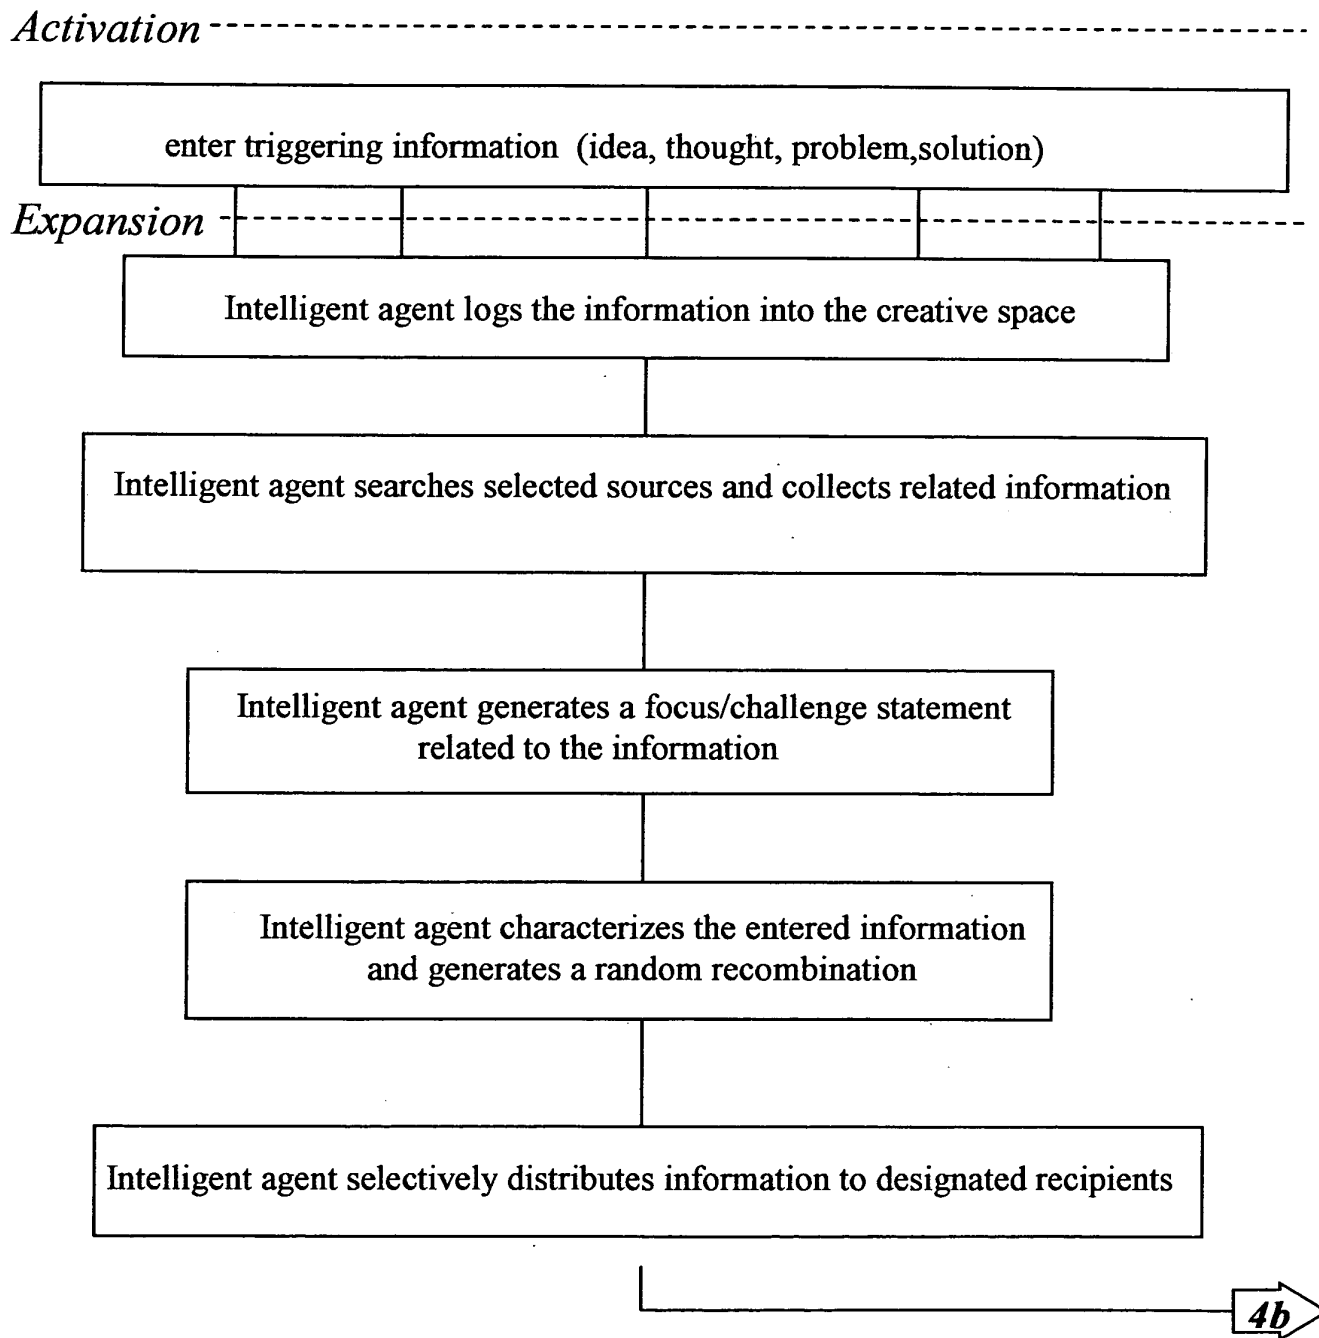 Activation
enter triggering information (idea, thought, problem,solution)
Expansion
Intelligent agent logs the information into the creative space
Intelligent agent searches selected sources and collects related information
Intelligent agent generates a focus/challenge statement
related to the information
Intelligent agent characterizes the entered information
and generates a random recombination
Intelligent agent selectively distributes information to designated recipients
4b